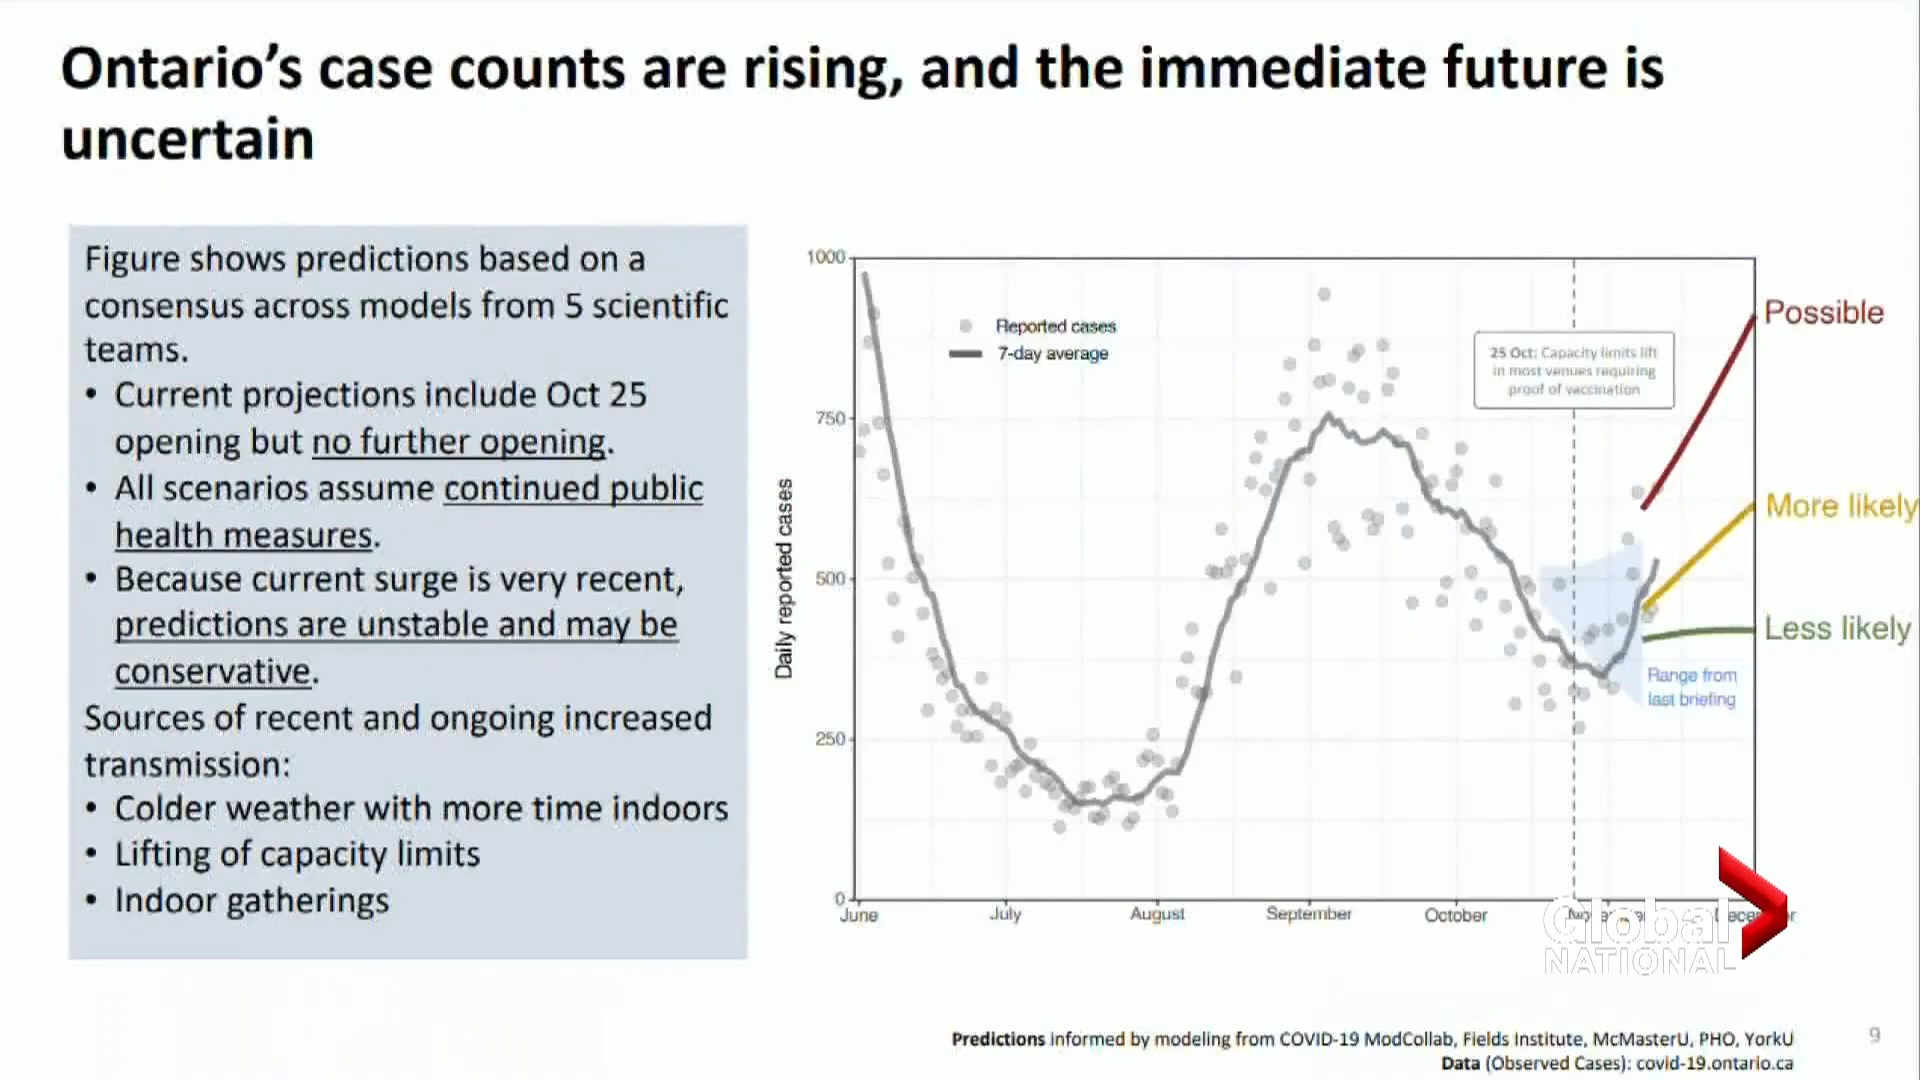 Ontario’s case counts are rising, and the immediate future is
uncertain
Figure shows predictions based on a
consensus across models from 5 scientific
teams.
• Current projections include Oct 25
opening but no further opening.
• All scenarios assume continued public
health measures.
• Because current surge is very recent,
predictions are unstable and may be
conservative.
Sources of recent and ongoing increased
transmission:
• Colder weather with more time indoors
• Lifting of capacity limits
• Indoor gatherings
Daily reported cases
1000
750
500
250
0
Reported cases
7-day average
25 Oct: Capacity limits lift
in most venues requiring
proof of vaccination
Possible
More likely
Less likely
Range from
last briefing
June July August September October
Global
NATIONAL
Predictions informed by modeling from COVID-19 ModCollab, Fields Institute, McMasterU, PHO, YorkU
Data (Observed Cases): covid-19.ontario.ca
9